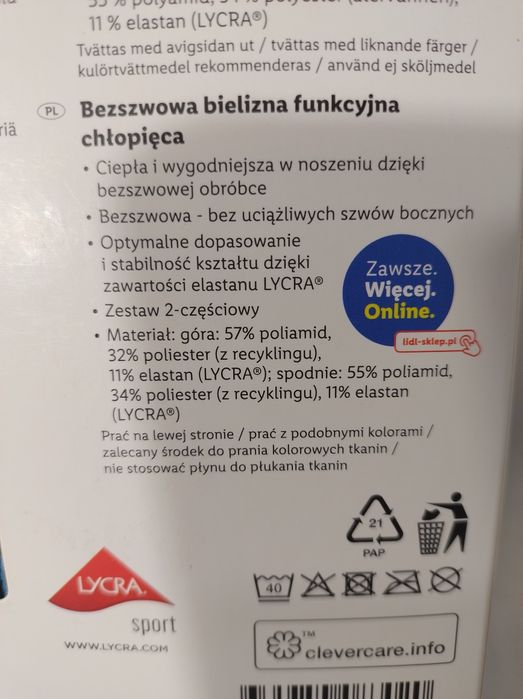 11 % elastan (LYCRA®)
Tvättas med avigsidan ut / tvättas med liknande färger /
kulörtvättmedel rekommenderas / använd ej sköljmedel
riä
PL
Bezszwowa bielizna funkcyjna
chłopięca
• Ciepła i wygodniejsza w noszeniu dzięki
bezszwowej obróbce
• Bezszwowa - bez uciążliwych szwów bocznych
• Optymalne dopasowanie
i stabilność kształtu dzięki
zawartości elastanu LYCRA®
• Zestaw 2-częściowy
• Materiał: góra: 57% poliamid,
32% poliester (z recyklingu),
11% elastan (LYCRA®); spodnie: 55% poliamid,
34% poliester (z recyklingu), 11% elastan
(LYCRA®)
Prać na lewej stronie / prać z podobnymi kolorami /
zalecany środek do prania kolorowych tkanin /
nie stosować płynu do płukania tkanin
Zawsze.
Więcej.
Online.
lidl-sklep.pl
21
PAP
40
LYCRA®
sport
WWW.LYCRA.COM
™
clevercare.info